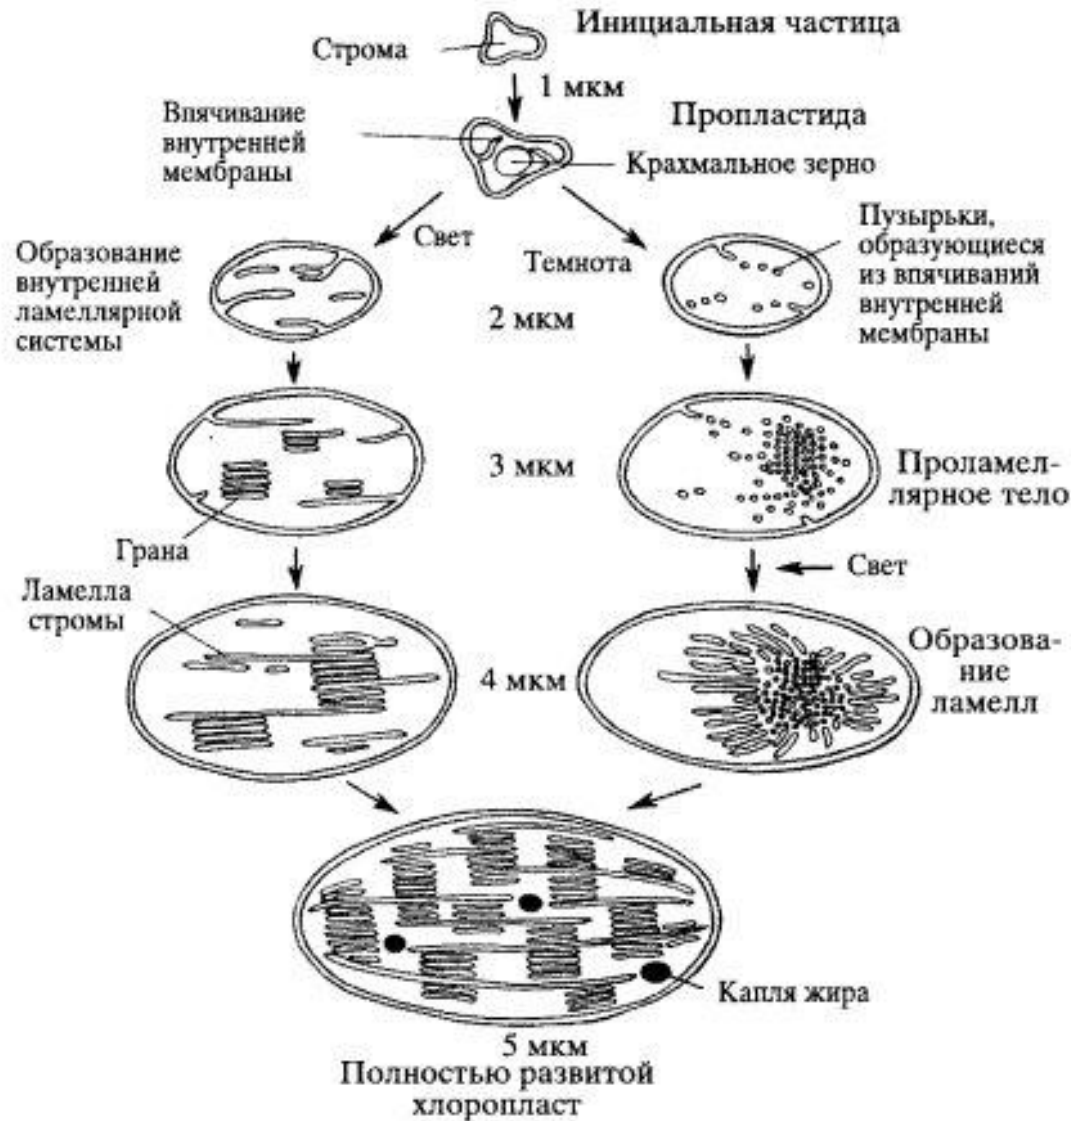 Инициальная частица
Строма
1 мкм
Впячивание
внутренней
мембраны
Пропластида
Крахмальное зерно
Свет
Темнота
Образование
внутренней
ламеллярной
системы
2 мкм
Пузырьки,
образующиеся
из впячиваний
внутренней
мембраны
3 мкм
Проламел-
лярное тело
Грана
Свет
Ламелла
стромы
4 мкм
Образова-
ние
ламелл
Капля жира
5 мкм
Полностью развитой
хлоропласт